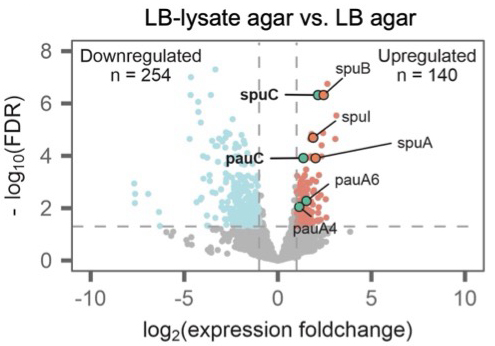 LB-lysate agar vs. LB agar
Downregulated
n = 254
Upregulated
n = 140
spuB
spuC
spuI
spuA
pauC
pauA6
pauA4
- log10(FDR)
8
6
4
2
0
-10
-5
0
5
10
log2(expression foldchange)